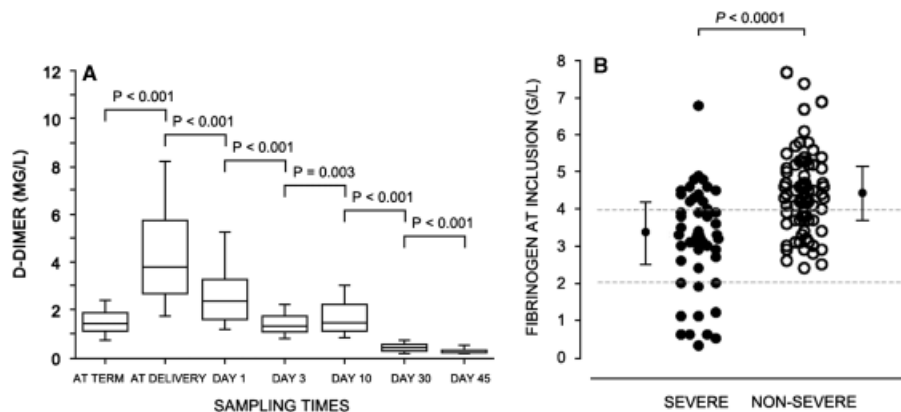 A
D-DIMER (MG/L)
12
10
8
6
4
2
0
P < 0.001
P < 0.001
P < 0.001
P = 0.003
P < 0.001
P < 0.001
AT TERM AT DELIVERY DAY 1 DAY 3 DAY 10 DAY 30 DAY 45
SAMPLING TIMES
P < 0.0001
B
FIBRINOGEN AT INCLUSION (G/L)
8
7
6
5
4
3
2
1
0
SEVERE NON-SEVERE